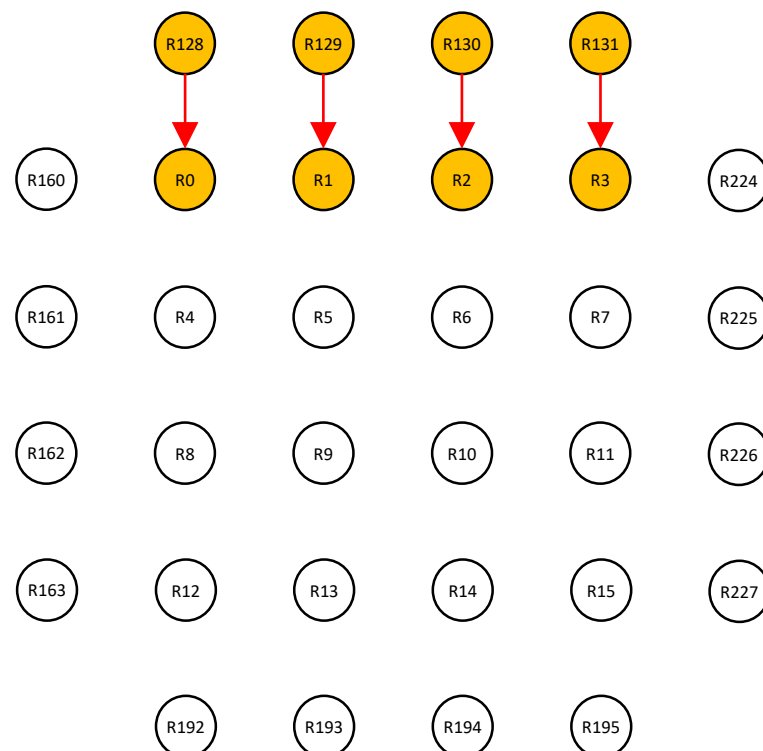 R128 R129 R130 R131
R160 R0 R1 R2 R3 R224
R161 R4 R5 R6 R7 R225
R162 R8 R9 R10 R11 R226
R163 R12 R13 R14 R15 R227
R192 R193 R194 R195